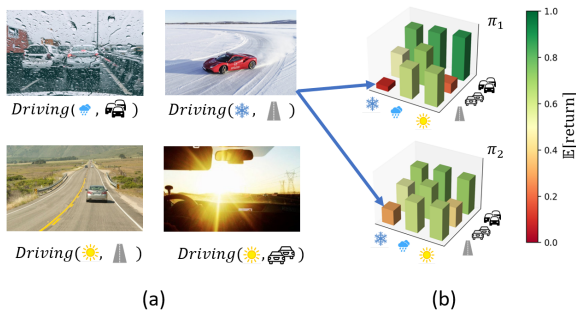 Driving( , )
Driving( , )
Driving( , )
Driving( , )
(a)
π1
π2
(b)
1.0
0.8
0.6
0.4
0.2
0.0
𝔼[return]